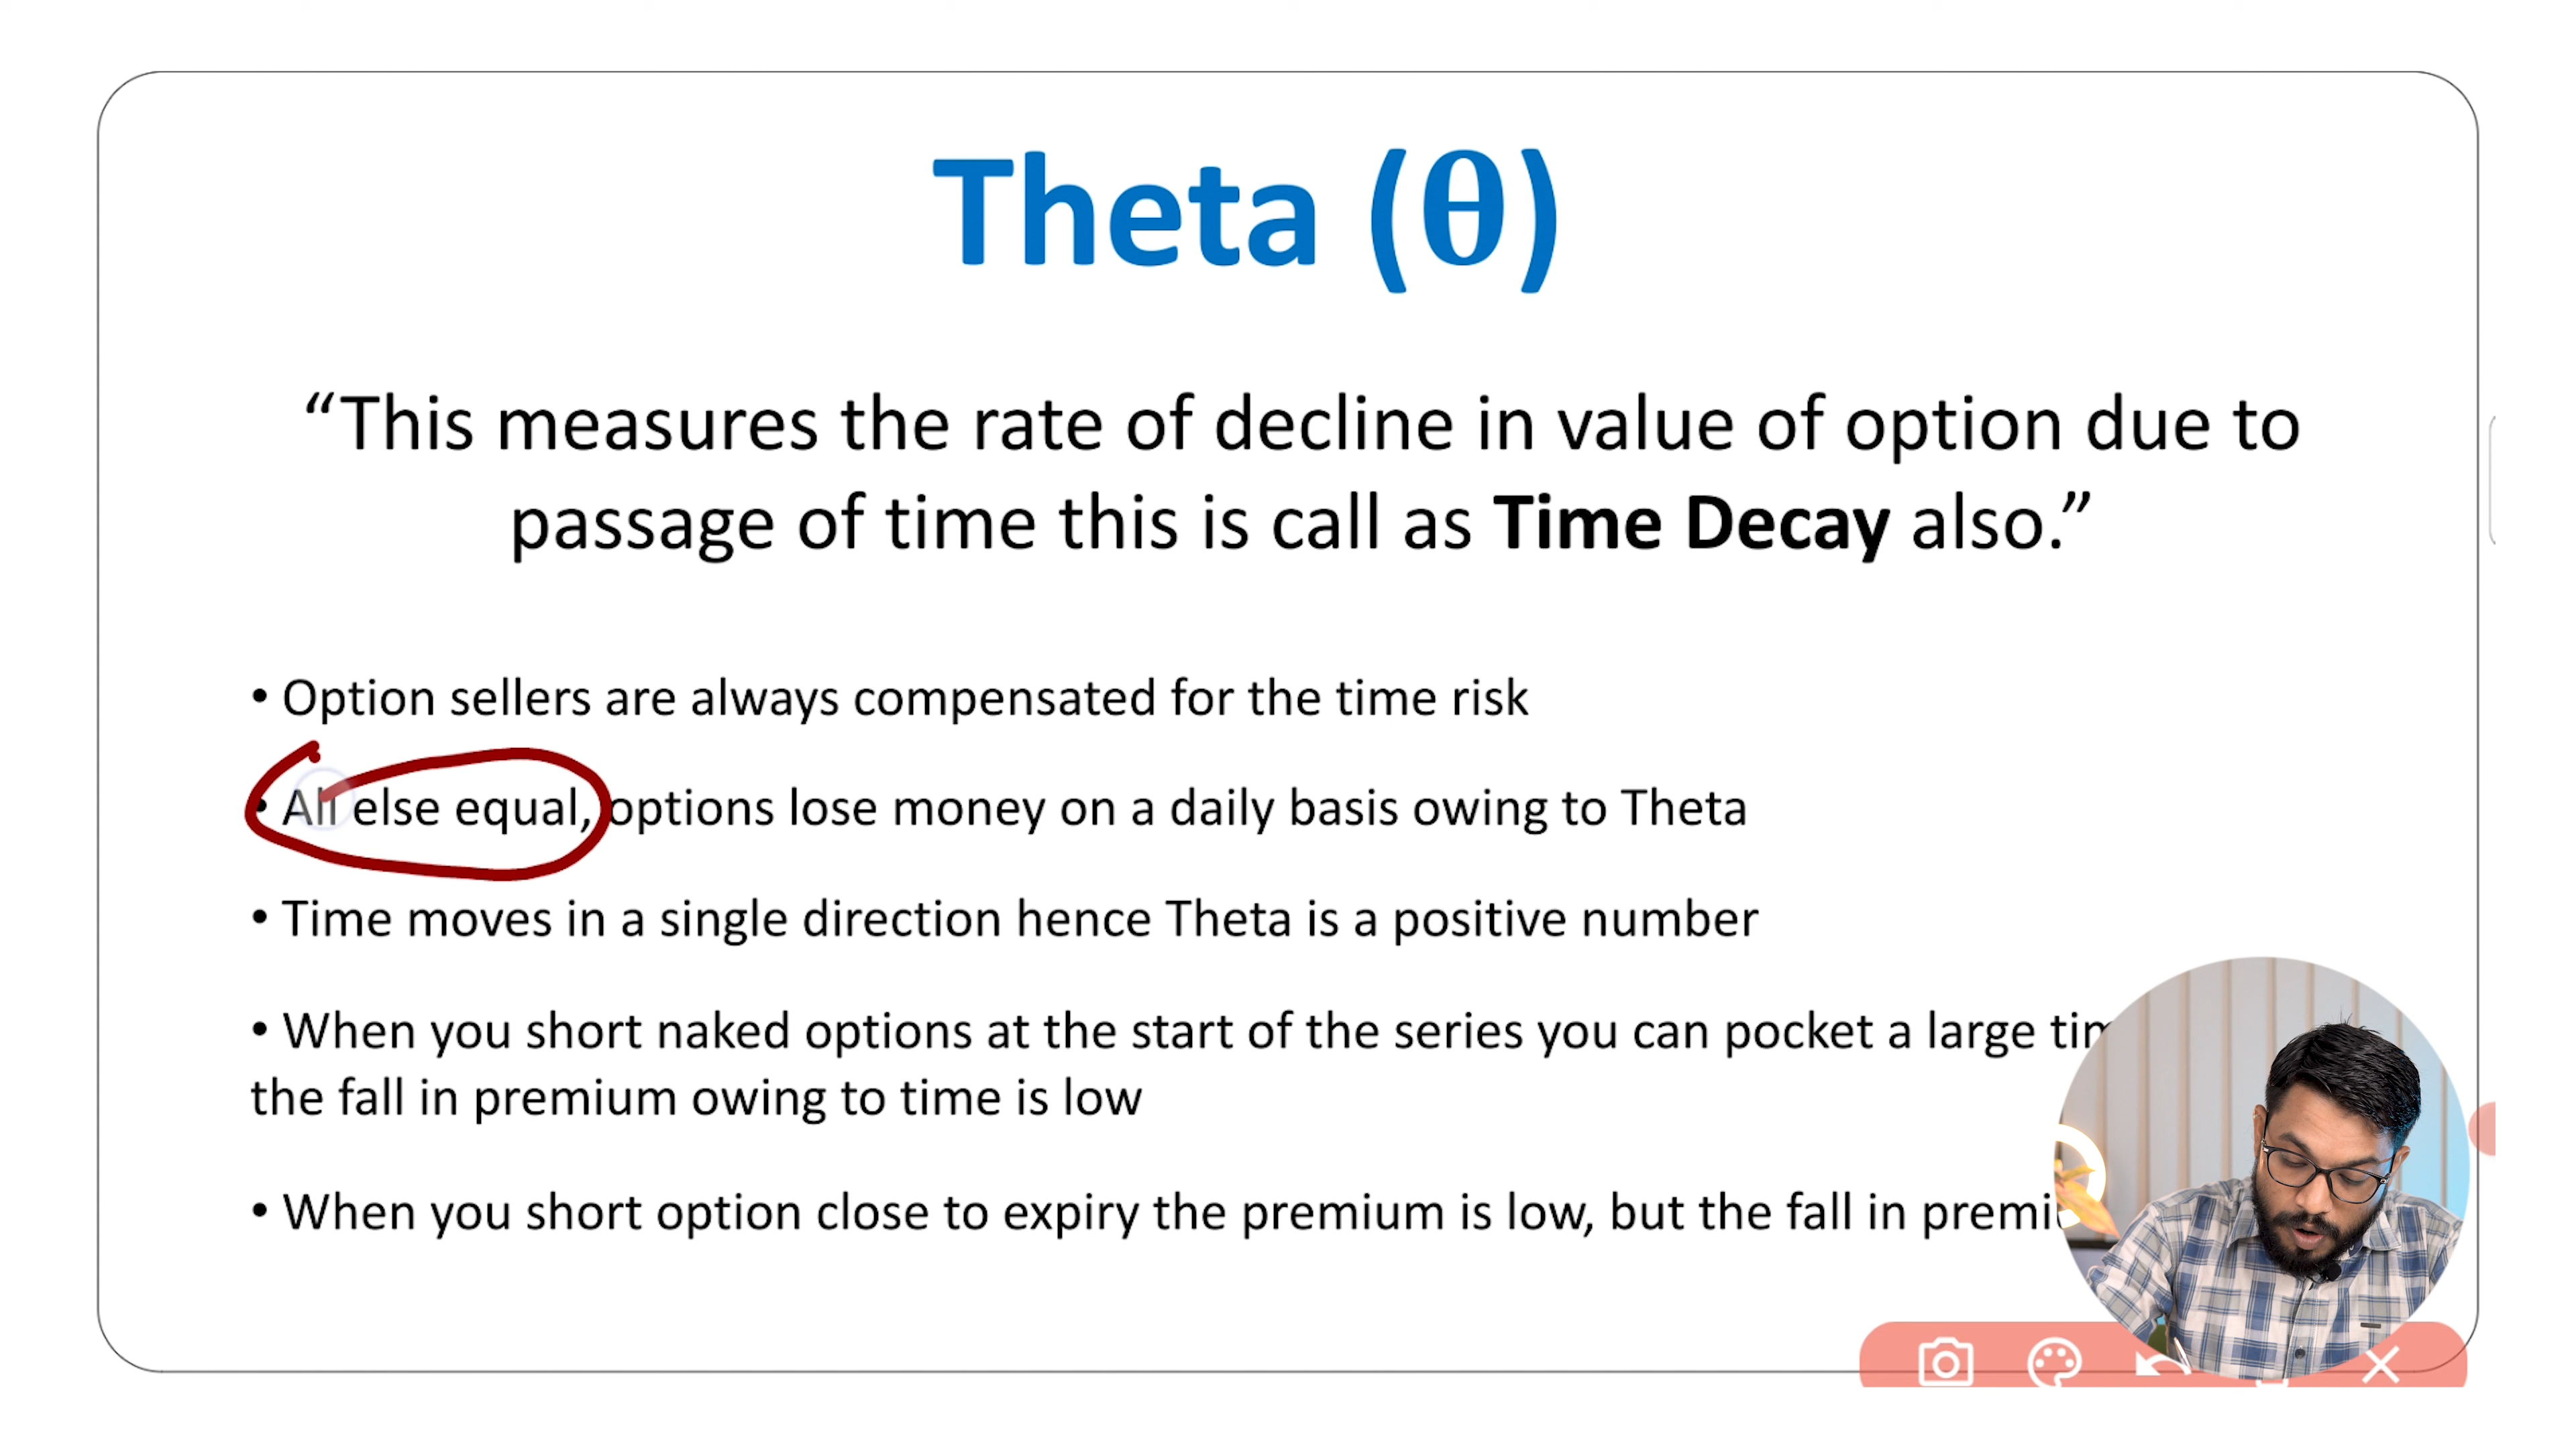 Theta (θ)
“This measures the rate of decline in value of option due to
passage of time this is call as Time Decay also.”
• Option sellers are always compensated for the time risk
• All else equal, options lose money on a daily basis owing to Theta
• Time moves in a single direction hence Theta is a positive number
• When you short naked options at the start of the series you can pocket a large
the fall in premium owing to time is low
• When you short option close to expiry the premium is low, but the fall in